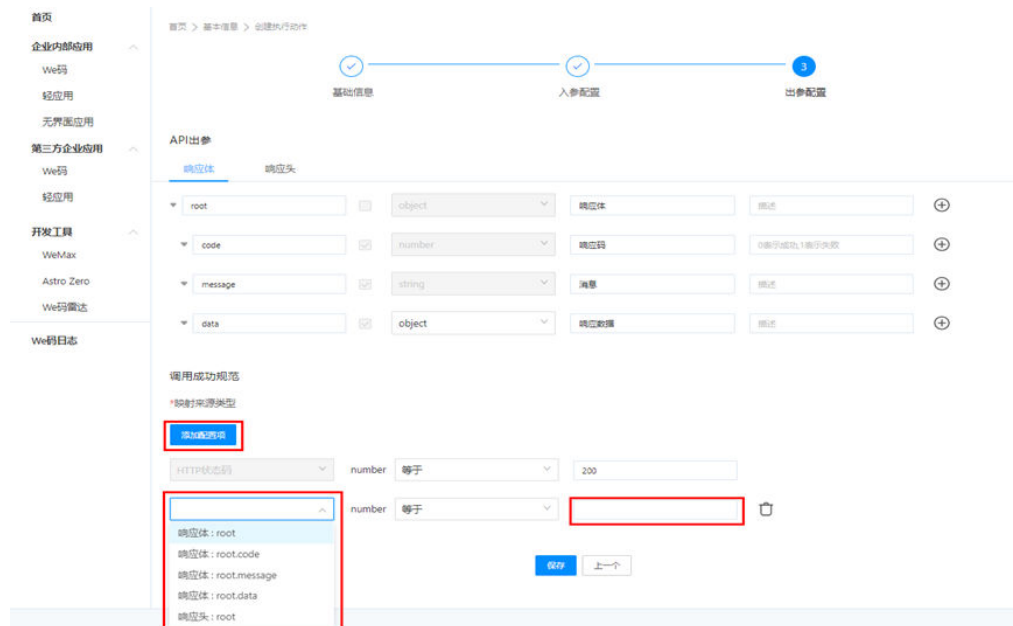 首页
企业内部应用
We码
轻应用
无界面应用
第三方企业应用
We码
轻应用
开发工具
WeMax
Astro Zero
We码雷达
We码日志
首页 > 基本信息 > 创建执行动作
基础信息
入参配置
3
出参配置
API出参
响应体 响应头
root object 响应体 描述
code number 响应码 0表示成功,1表示失败
message string 消息 描述
data object 响应数据 描述
调用成功规范
*映射来源类型
添加配置项
HTTP状态码 number 等于 200
number 等于
响应体 : root
响应体 : root.code
响应体 : root.message
响应体 : root.data
响应头 : root
保存 上一个